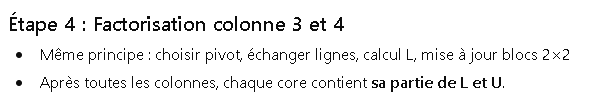 Étape 4 : Factorisation colonne 3 et 4
• Même principe : choisir pivot, échanger lignes, calcul L, mise à jour blocs 2×2
• Après toutes les colonnes, chaque core contient sa partie de L et U.